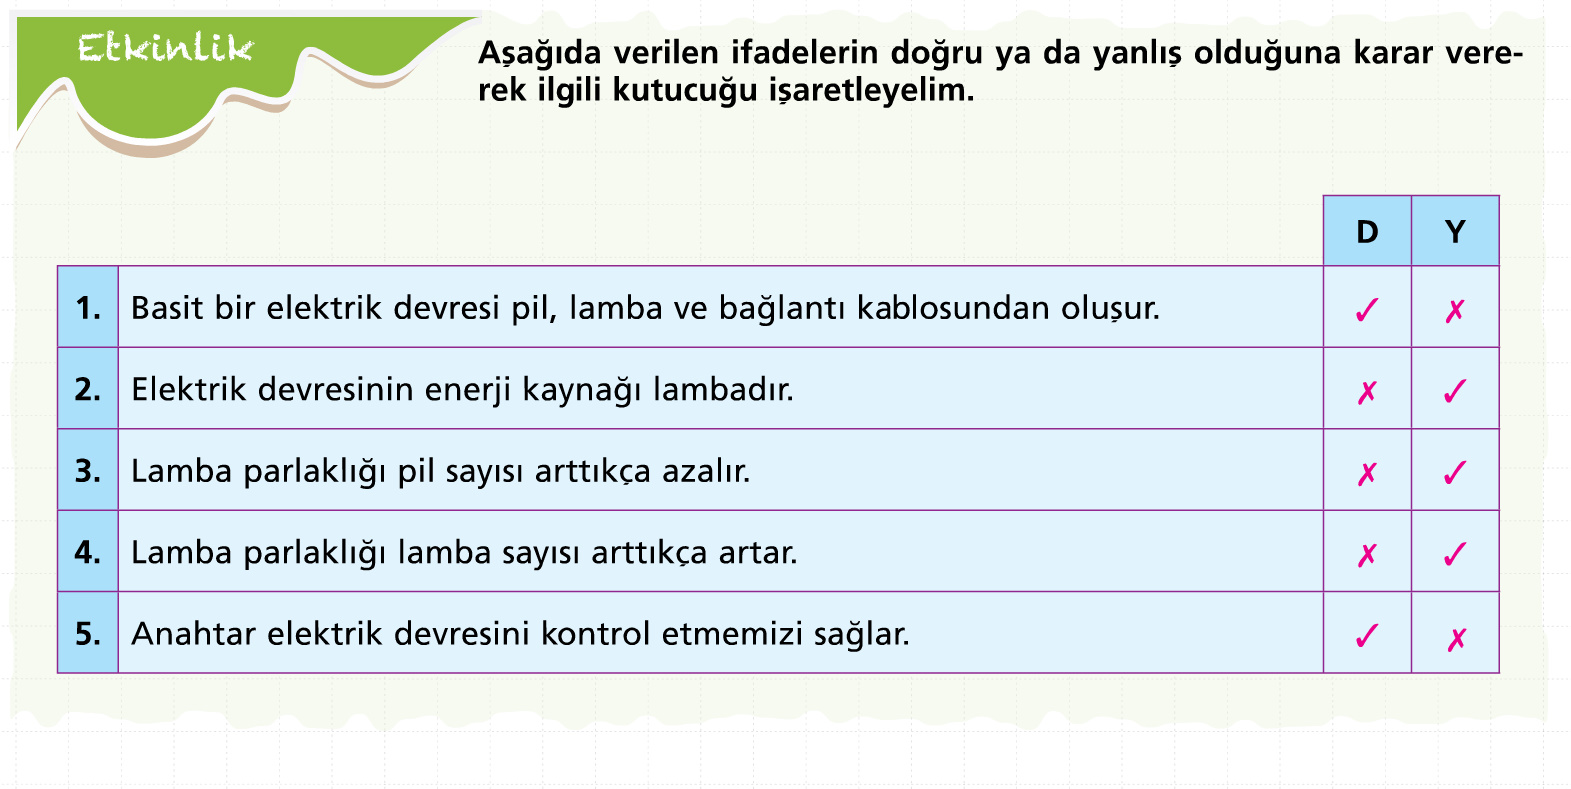 Etkinlik
Aşağıda verilen ifadelerin doğru ya da yanlış olduğuna karar vere-
rek ilgili kutucuğu işaretleyelim.
D Y
1. Basit bir elektrik devresi pil, lamba ve bağlantı kablosundan oluşur. ✓ ✗
2. Elektrik devresinin enerji kaynağı lambadır. ✗ ✓
3. Lamba parlaklığı pil sayısı arttıkça azalır. ✗ ✓
4. Lamba parlaklığı lamba sayısı arttıkça artar. ✗ ✓
5. Anahtar elektrik devresini kontrol etmemizi sağlar. ✓ ✗